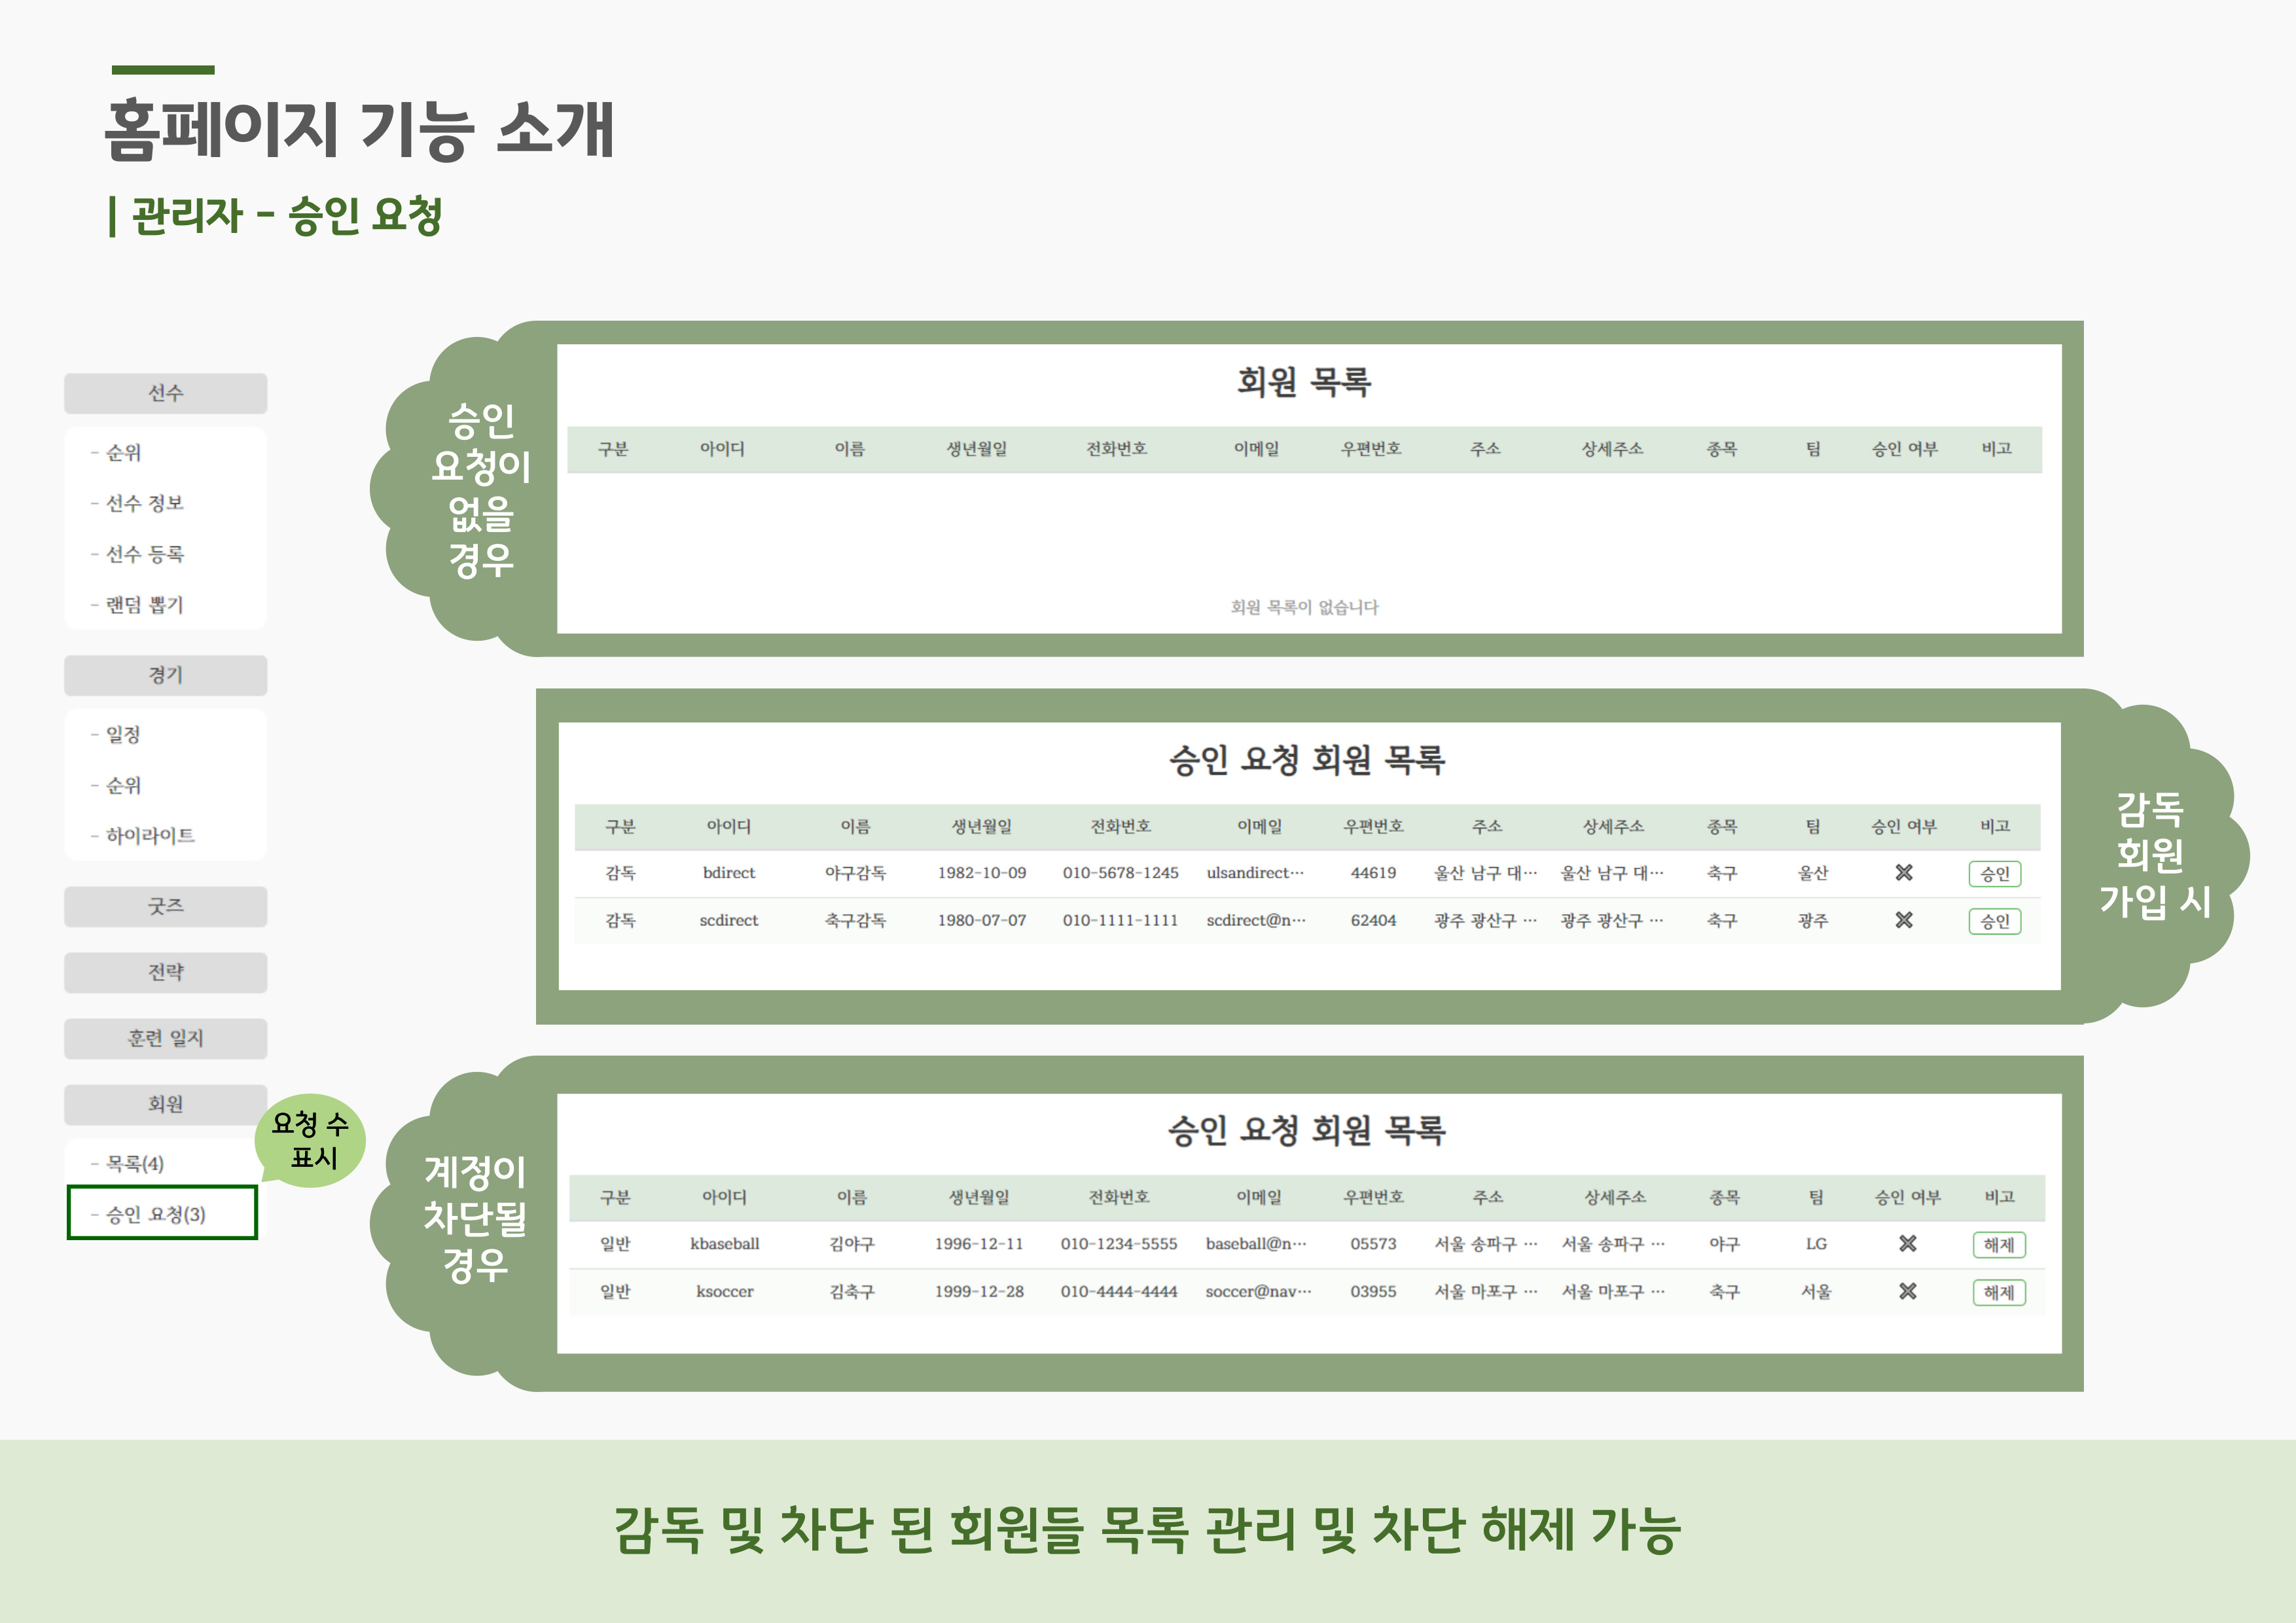 홈페이지 기능 소개
| 관리자 - 승인 요청
선수
- 순위
- 선수 정보
- 선수 등록
- 랜덤 뽑기
경기
- 일정
- 순위
- 하이라이트
굿즈
전략
훈련 일지
회원
- 목록(4)
- 승인 요청(3)
요청 수
표시
승인
요청이
없을
경우
회원 목록
구분 아이디 이름 생년월일 전화번호 이메일 우편번호 주소 상세주소 종목 팀 승인 여부 비고
회원 목록이 없습니다
승인 요청 회원 목록
구분 아이디 이름 생년월일 전화번호 이메일 우편번호 주소 상세주소 종목 팀 승인 여부 비고
감독 bdirect 야구감독 1982-10-09 010-5678-1245 ulsandirect··· 44619 울산 남구 대··· 울산 남구 대··· 축구 울산 ✖ 승인
감독 scdirect 축구감독 1980-07-07 010-1111-1111 scdirect@n··· 62404 광주 광산구 ··· 광주 광산구 ··· 축구 광주 ✖ 승인
감독
회원
가입 시
계정이
차단될
경우
승인 요청 회원 목록
구분 아이디 이름 생년월일 전화번호 이메일 우편번호 주소 상세주소 종목 팀 승인 여부 비고
일반 kbaseball 김야구 1996-12-11 010-1234-5555 baseball@n··· 05573 서울 송파구 ··· 서울 송파구 ··· 야구 LG ✖ 해제
일반 ksoccer 김축구 1999-12-28 010-4444-4444 soccer@nav··· 03955 서울 마포구 ··· 서울 마포구 ··· 축구 서울 ✖ 해제
감독 및 차단 된 회원들 목록 관리 및 차단 해제 가능